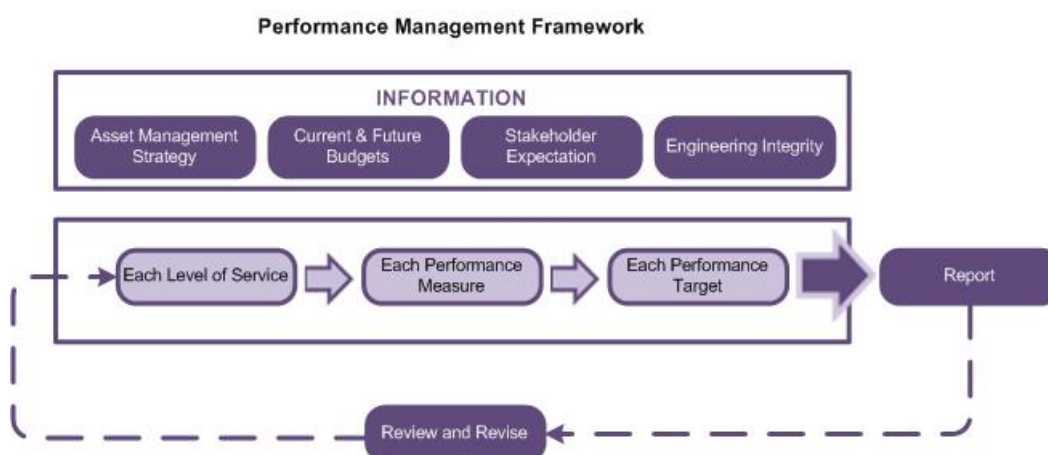 Performance Management Framework
INFORMATION
Asset Management
Strategy
Current & Future
Budgets
Stakeholder
Expectation
Engineering Integrity
Each Level of Service
Each Performance
Measure
Each Performance
Target
Report
Review and Revise